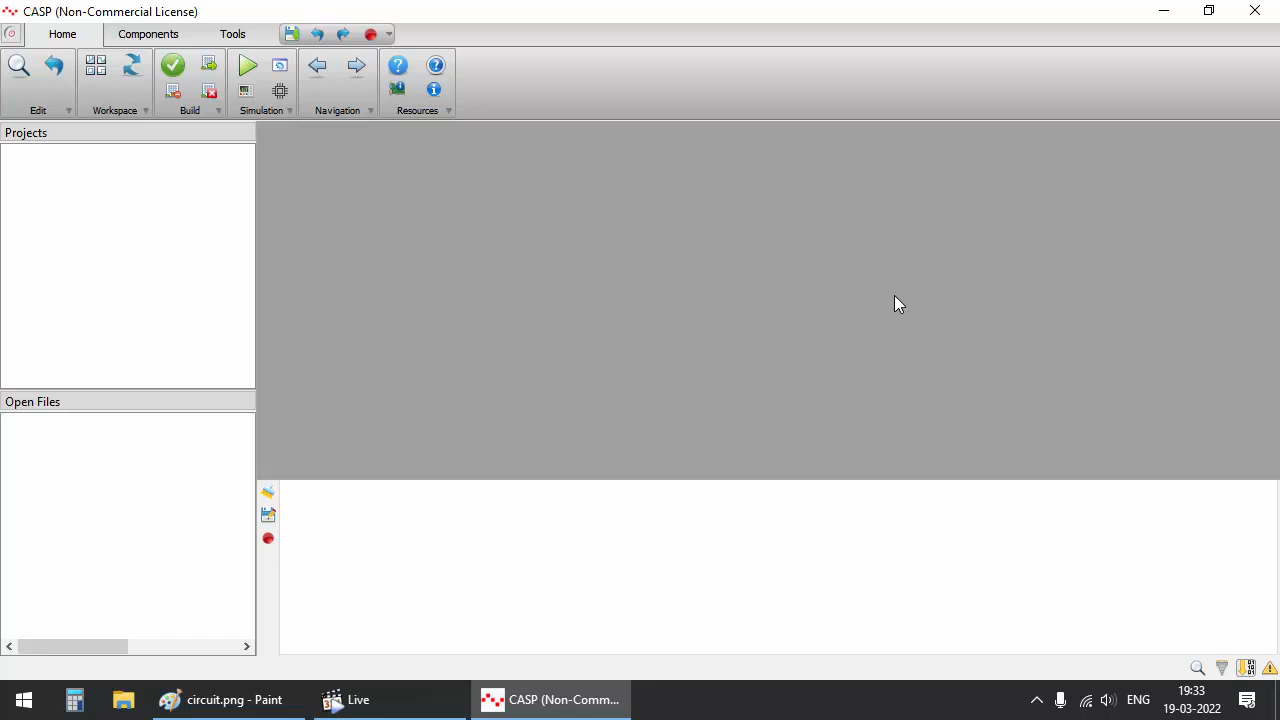 CASP (Non-Commercial License)
Home Components Tools
Edit Workspace Build Simulation Navigation Resources
Projects
Open Files
circuit.png - Paint Live CASP (Non-Comm... ENG 19:33
19-03-2022